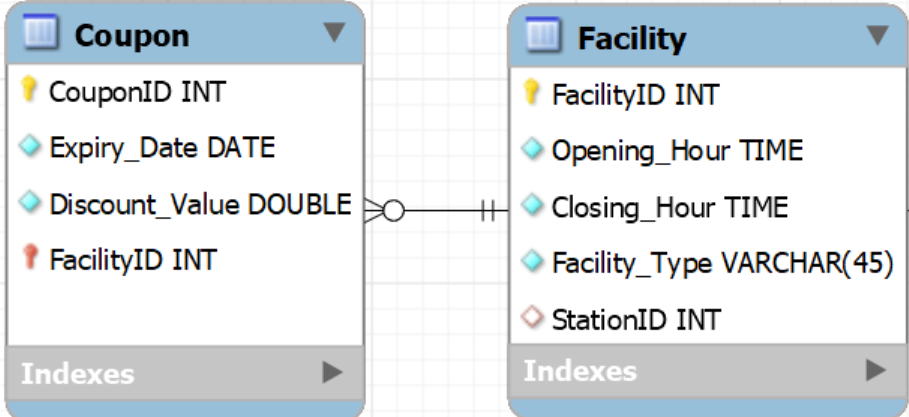 Coupon
CouponID INT
Expiry_Date DATE
Discount_Value DOUBLE
FacilityID INT
Indexes
Facility
FacilityID INT
Opening_Hour TIME
Closing_Hour TIME
Facility_Type VARCHAR(45)
StationID INT
Indexes